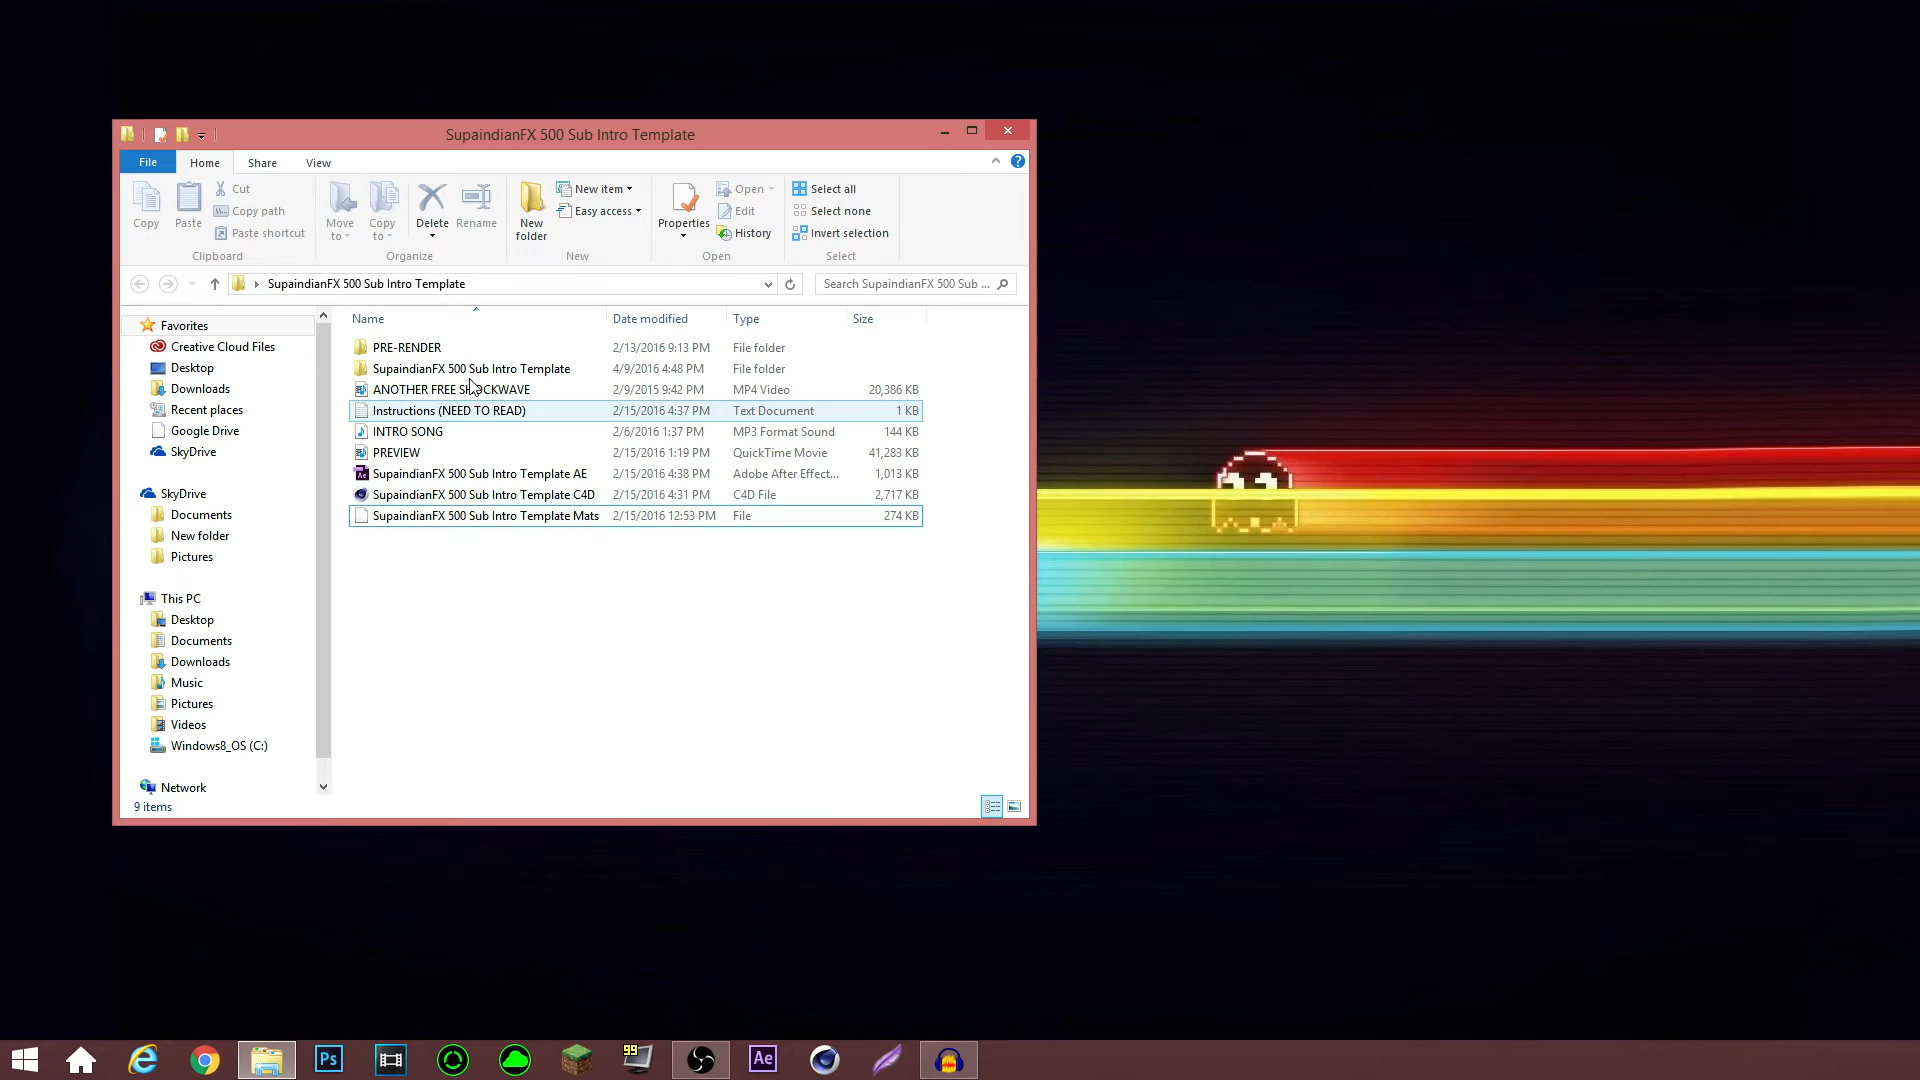 SupaindianFX 500 Sub Intro Template
File Home Share View
Copy Paste Cut Copy path Paste shortcut Clipboard
Move to Copy to Delete Rename Organize
New folder New item Easy access New
Properties Open Edit History Open
Select all Select none Invert selection Select
SupaindianFX 500 Sub Intro Template Search SupaindianFX 500 Sub ...
Favorites
Creative Cloud Files
Desktop
Downloads
Recent places
Google Drive
SkyDrive
SkyDrive
Documents
New folder
Pictures
This PC
Desktop
Documents
Downloads
Music
Pictures
Videos
Windows8_OS (C:)
Network
Name Date modified Type Size
PRE-RENDER 2/13/2016 9:13 PM File folder
SupaindianFX 500 Sub Intro Template 4/9/2016 4:48 PM File folder
ANOTHER FREE SHOCKWAVE 2/9/2015 9:42 PM MP4 Video 20,386 KB
Instructions (NEED TO READ) 2/15/2016 4:37 PM Text Document 1 KB
INTRO SONG 2/6/2016 1:37 PM MP3 Format Sound 144 KB
PREVIEW 2/15/2016 1:19 PM QuickTime Movie 41,283 KB
SupaindianFX 500 Sub Intro Template AE 2/15/2016 4:38 PM Adobe After Effect... 1,013 KB
SupaindianFX 500 Sub Intro Template C4D 2/15/2016 4:31 PM C4D File 2,717 KB
SupaindianFX 500 Sub Intro Template Mats 2/15/2016 12:53 PM File 274 KB
9 items
Ps 99 Ae